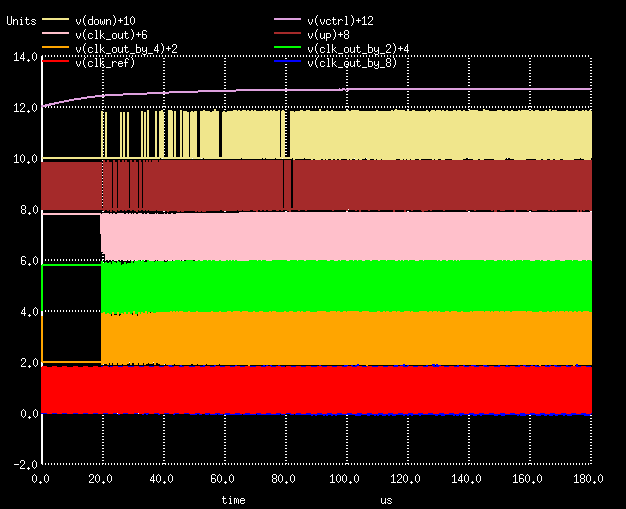 Units v(down)+10 v(vctrl)+12
v(clk_out)+6 v(up)+8
v(clk_out_by_4)+2 v(clk_out_by_2)+4
v(clk_ref) v(clk_out_by_8)
14.0
12.0
10.0
8.0
6.0
4.0
2.0
0.0
-2.0
0.0 20.0 40.0 60.0 80.0 100.0 120.0 140.0 160.0 180.0
time us